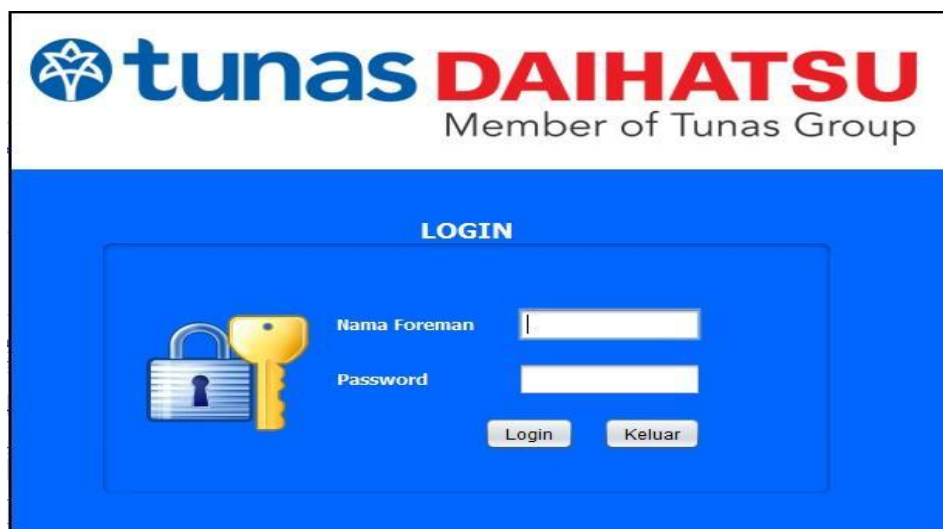 tunas DAIHATSU
Member of Tunas Group
LOGIN
Nama Foreman
Password
Login Keluar